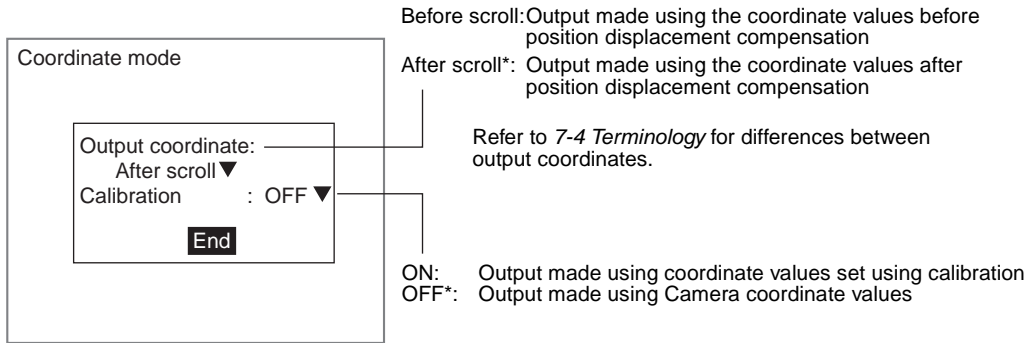 Before scroll:Output made using the coordinate values before
position displacement compensation
After scroll*: Output made using the coordinate values after
position displacement compensation
Refer to 7-4 Terminology for differences between
output coordinates.
Coordinate mode
Output coordinate:
After scroll▼
Calibration : OFF ▼
End
ON: Output made using coordinate values set using calibration
OFF*: Output made using Camera coordinate values